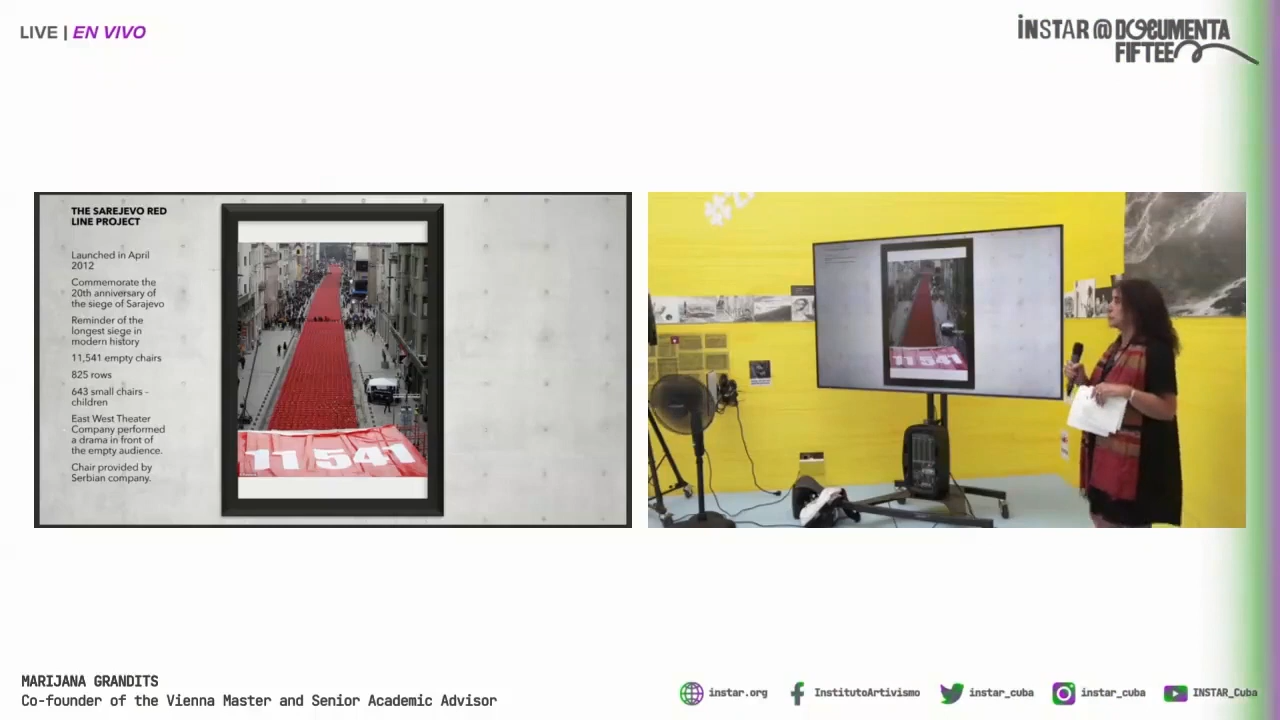 LIVE | EN VIVO
INSTAR @ DOCUMENTA
FIFTEEN
THE SAREJEVO RED
LINE PROJECT
Launched in April
2012
Commemorate the
20th anniversary of
the siege of Sarajevo
Reminder of the
longest siege in
modern history
11,541 empty chairs
825 rows
643 small chairs -
children
East West Theater
Company performed
a drama in front of
the empty audience.
Chair provided by
Serbian company.
11 541
11 541
MARIJANA GRANDITS
Co-founder of the Vienna Master and Senior Academic Advisor
instar.org
InstitutoArtivismo
instar_cuba
instar_cuba
INSTAR_Cuba